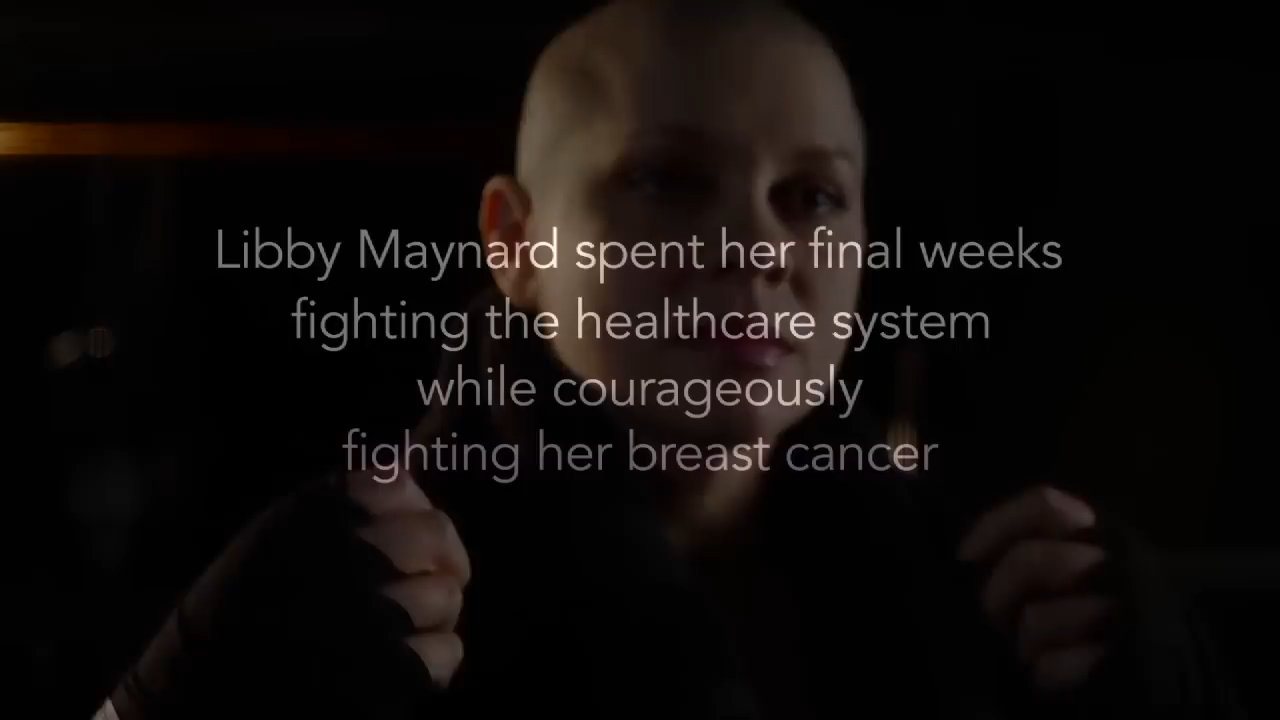 Libby Maynard spent her final weeks
fighting the healthcare system
while courageously
fighting her breast cancer